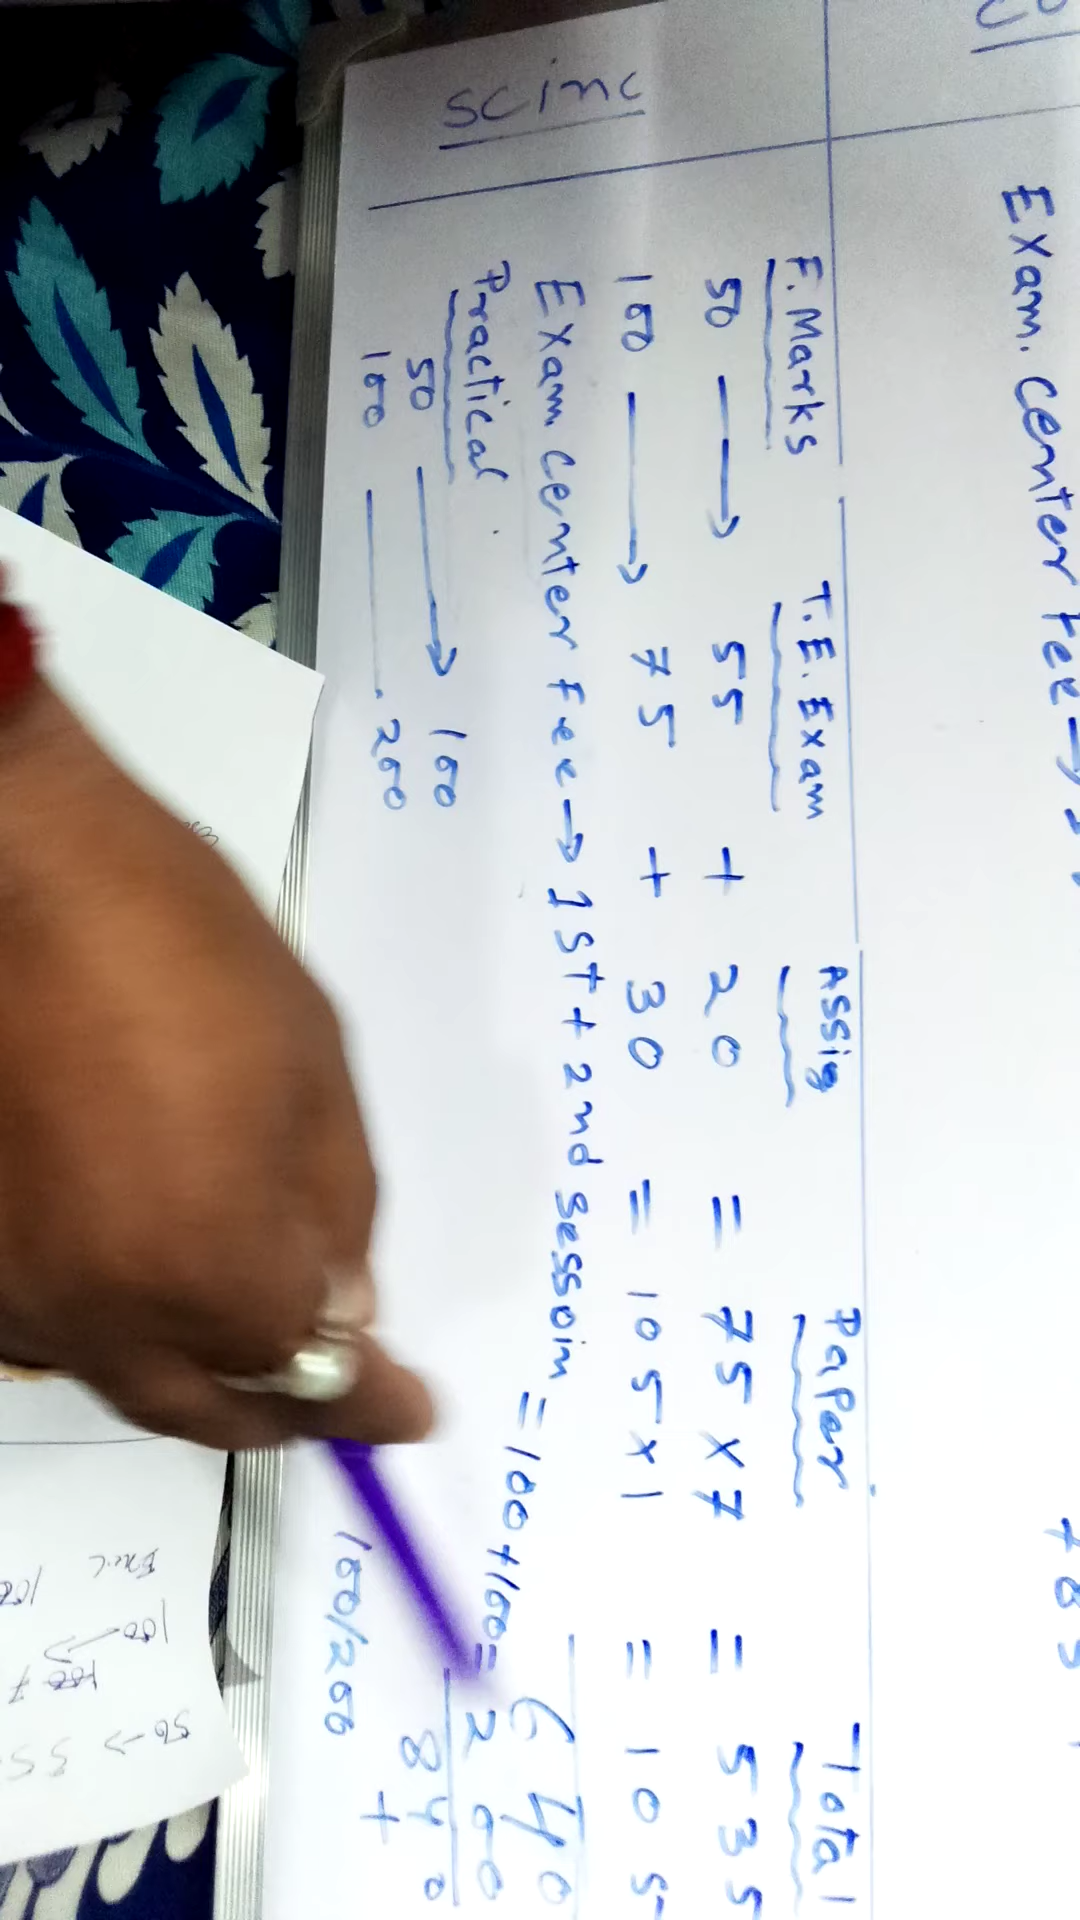 Exam. Center Fee →
scinc
F. Marks T. E. Exam Assig PaPer Total
50 → 55 + 20 = 75 x 7 = 535
100 → 75 + 30 = 105 x 1 = 105
640
Exam Center Fee → 1st + 2nd Sessoin = 100 + 100 = 200
Practical
840
50 → 100
+
100 — 200
100/200